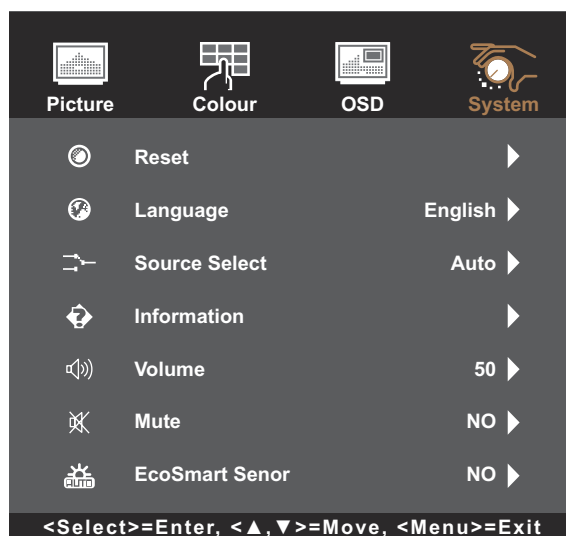 Picture Colour OSD System
Reset
Language English
Source Select Auto
Information
Volume 50
Mute NO
AUTO EcoSmart Senor NO
<Select>=Enter, <▲,▼>=Move, <Menu>=Exit